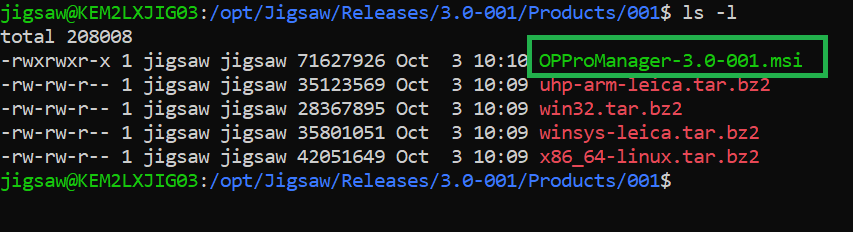 jigsaw@KEM2LXJIG03:/opt/Jigsaw/Releases/3.0-001/Products/001$ ls -l
total 208008
-rwxrwxr-x 1 jigsaw jigsaw 71627926 Oct  3 10:10 OPProManager-3.0-001.msi
-rw-rw-r-- 1 jigsaw jigsaw 35123569 Oct  3 10:09 uhp-arm-leica.tar.bz2
-rw-rw-r-- 1 jigsaw jigsaw 28367895 Oct  3 10:09 win32.tar.bz2
-rw-rw-r-- 1 jigsaw jigsaw 35801051 Oct  3 10:09 winsys-leica.tar.bz2
-rw-rw-r-- 1 jigsaw jigsaw 42051649 Oct  3 10:09 x86_64-linux.tar.bz2
jigsaw@KEM2LXJIG03:/opt/Jigsaw/Releases/3.0-001/Products/001$